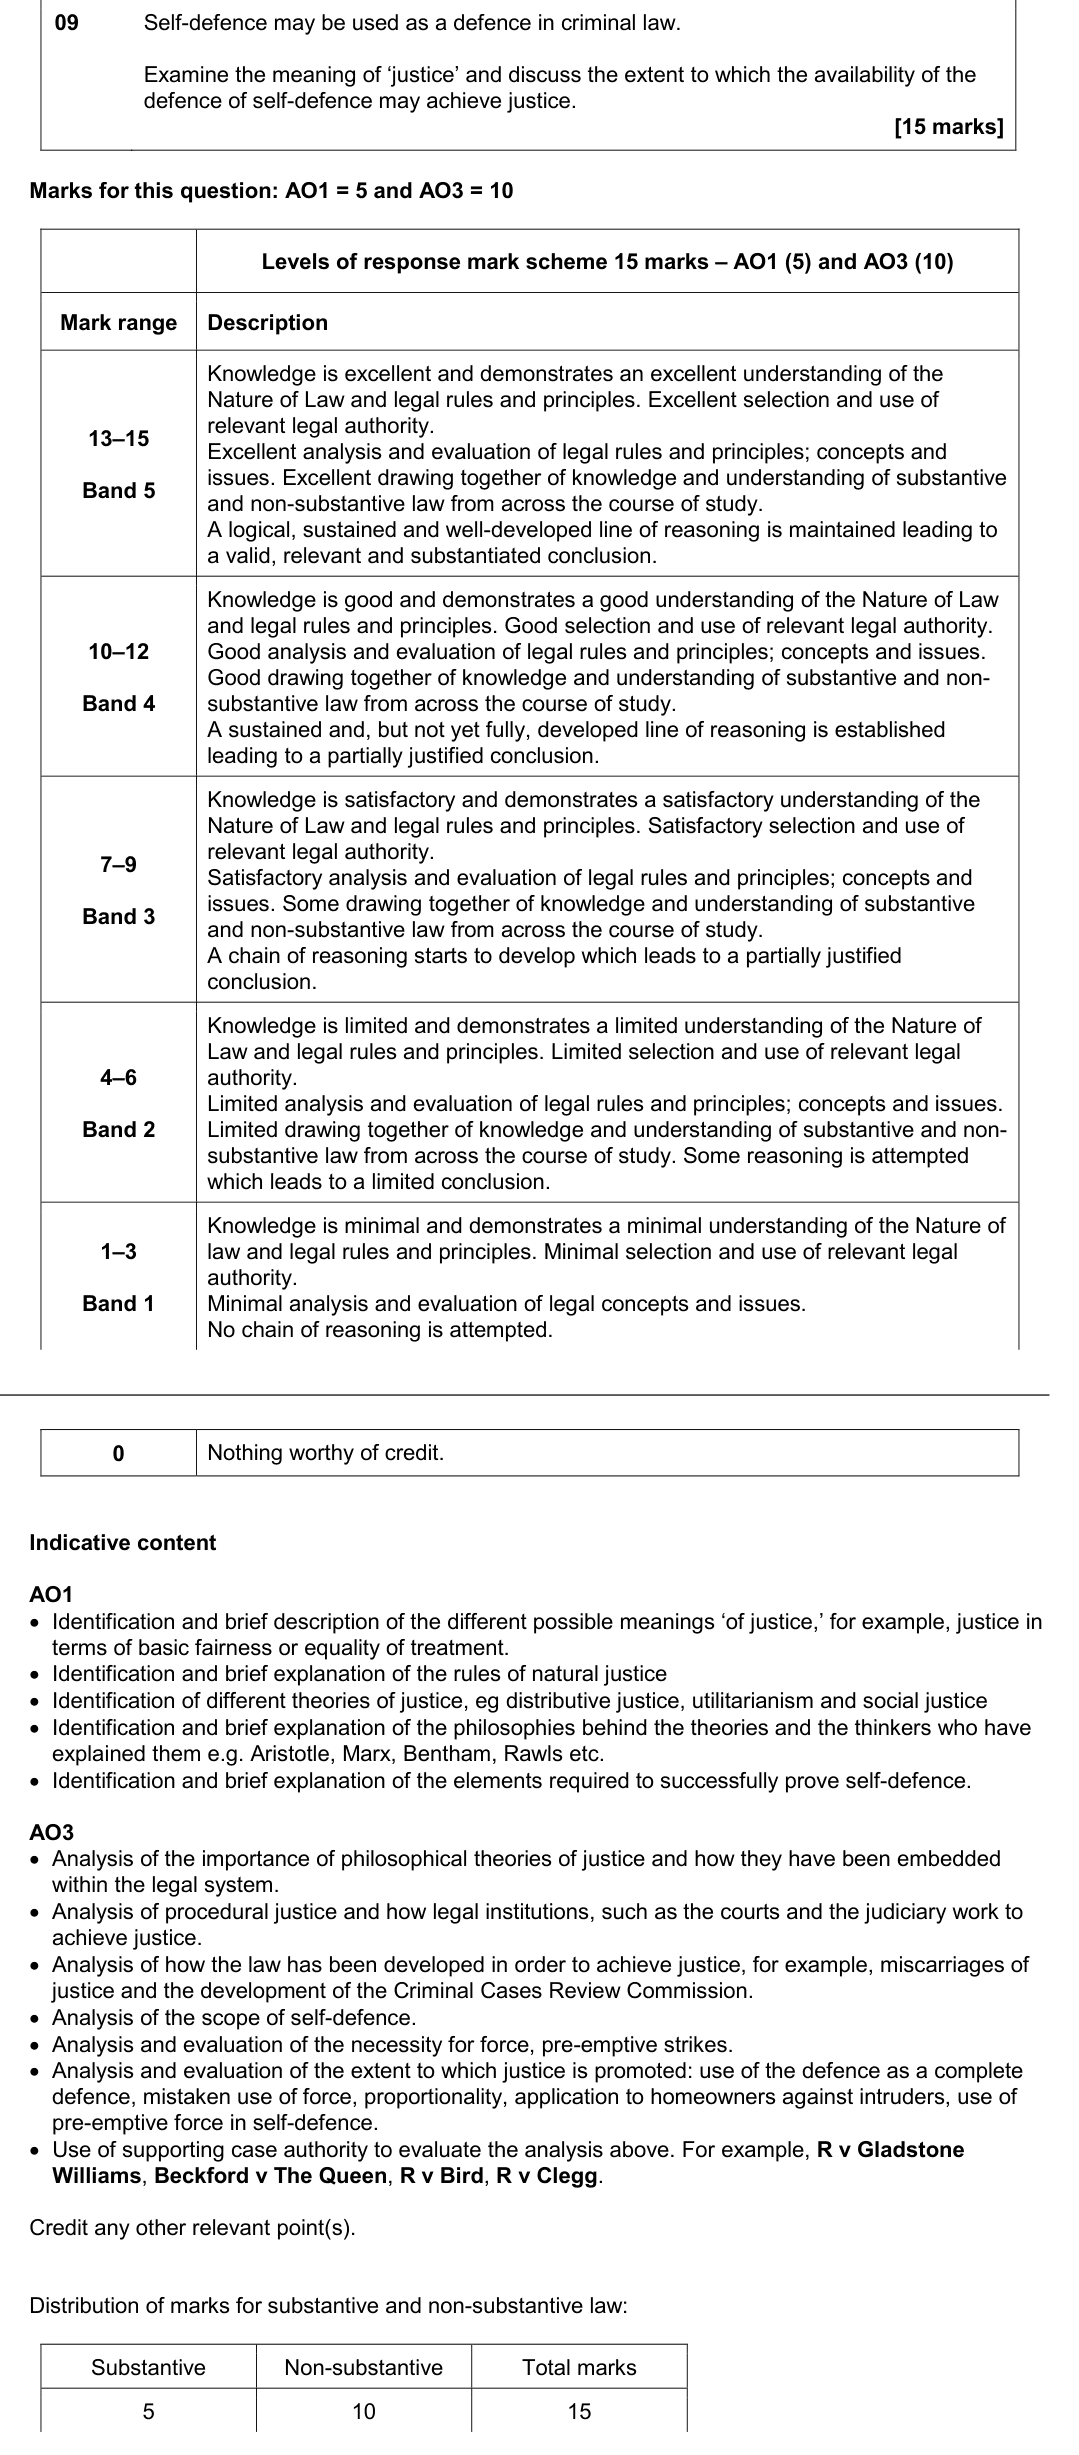 09 Self-defence may be used as a defence in criminal law.
Examine the meaning of ‘justice’ and discuss the extent to which the availability of the
defence of self-defence may achieve justice.
[15 marks]
Marks for this question: AO1 = 5 and AO3 = 10
Levels of response mark scheme 15 marks – AO1 (5) and AO3 (10)
Mark range Description
13–15
Band 5
Knowledge is excellent and demonstrates an excellent understanding of the
Nature of Law and legal rules and principles. Excellent selection and use of
relevant legal authority.
Excellent analysis and evaluation of legal rules and principles; concepts and
issues. Excellent drawing together of knowledge and understanding of substantive
and non-substantive law from across the course of study.
A logical, sustained and well-developed line of reasoning is maintained leading to
a valid, relevant and substantiated conclusion.
10–12
Band 4
Knowledge is good and demonstrates a good understanding of the Nature of Law
and legal rules and principles. Good selection and use of relevant legal authority.
Good analysis and evaluation of legal rules and principles; concepts and issues.
Good drawing together of knowledge and understanding of substantive and non-
substantive law from across the course of study.
A sustained and, but not yet fully, developed line of reasoning is established
leading to a partially justified conclusion.
7–9
Band 3
Knowledge is satisfactory and demonstrates a satisfactory understanding of the
Nature of Law and legal rules and principles. Satisfactory selection and use of
relevant legal authority.
Satisfactory analysis and evaluation of legal rules and principles; concepts and
issues. Some drawing together of knowledge and understanding of substantive
and non-substantive law from across the course of study.
A chain of reasoning starts to develop which leads to a partially justified
conclusion.
4–6
Band 2
Knowledge is limited and demonstrates a limited understanding of the Nature of
Law and legal rules and principles. Limited selection and use of relevant legal
authority.
Limited analysis and evaluation of legal rules and principles; concepts and issues.
Limited drawing together of knowledge and understanding of substantive and non-
substantive law from across the course of study. Some reasoning is attempted
which leads to a limited conclusion.
1–3
Band 1
Knowledge is minimal and demonstrates a minimal understanding of the Nature of
law and legal rules and principles. Minimal selection and use of relevant legal
authority.
Minimal analysis and evaluation of legal concepts and issues.
No chain of reasoning is attempted.
0 Nothing worthy of credit.
Indicative content
AO1
• Identification and brief description of the different possible meanings ‘of justice,’ for example, justice in
terms of basic fairness or equality of treatment.
• Identification and brief explanation of the rules of natural justice
• Identification of different theories of justice, eg distributive justice, utilitarianism and social justice
• Identification and brief explanation of the philosophies behind the theories and the thinkers who have
explained them e.g. Aristotle, Marx, Bentham, Rawls etc.
• Identification and brief explanation of the elements required to successfully prove self-defence.
AO3
• Analysis of the importance of philosophical theories of justice and how they have been embedded
within the legal system.
• Analysis of procedural justice and how legal institutions, such as the courts and the judiciary work to
achieve justice.
• Analysis of how the law has been developed in order to achieve justice, for example, miscarriages of
justice and the development of the Criminal Cases Review Commission.
• Analysis of the scope of self-defence.
• Analysis and evaluation of the necessity for force, pre-emptive strikes.
• Analysis and evaluation of the extent to which justice is promoted: use of the defence as a complete
defence, mistaken use of force, proportionality, application to homeowners against intruders, use of
pre-emptive force in self-defence.
• Use of supporting case authority to evaluate the analysis above. For example, R v Gladstone
Williams, Beckford v The Queen, R v Bird, R v Clegg.
Credit any other relevant point(s).
Distribution of marks for substantive and non-substantive law:
Substantive Non-substantive Total marks
5 10 15